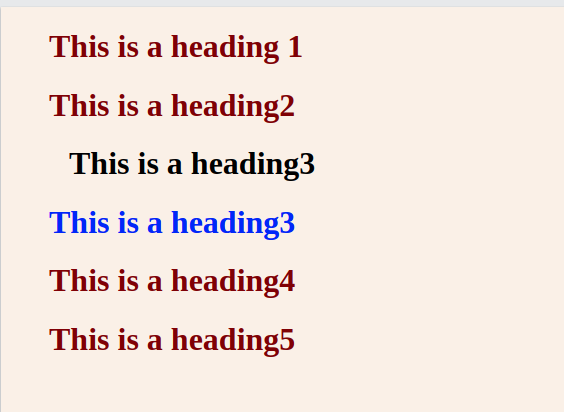 This is a heading 1
This is a heading2
This is a heading3
This is a heading3
This is a heading4
This is a heading5